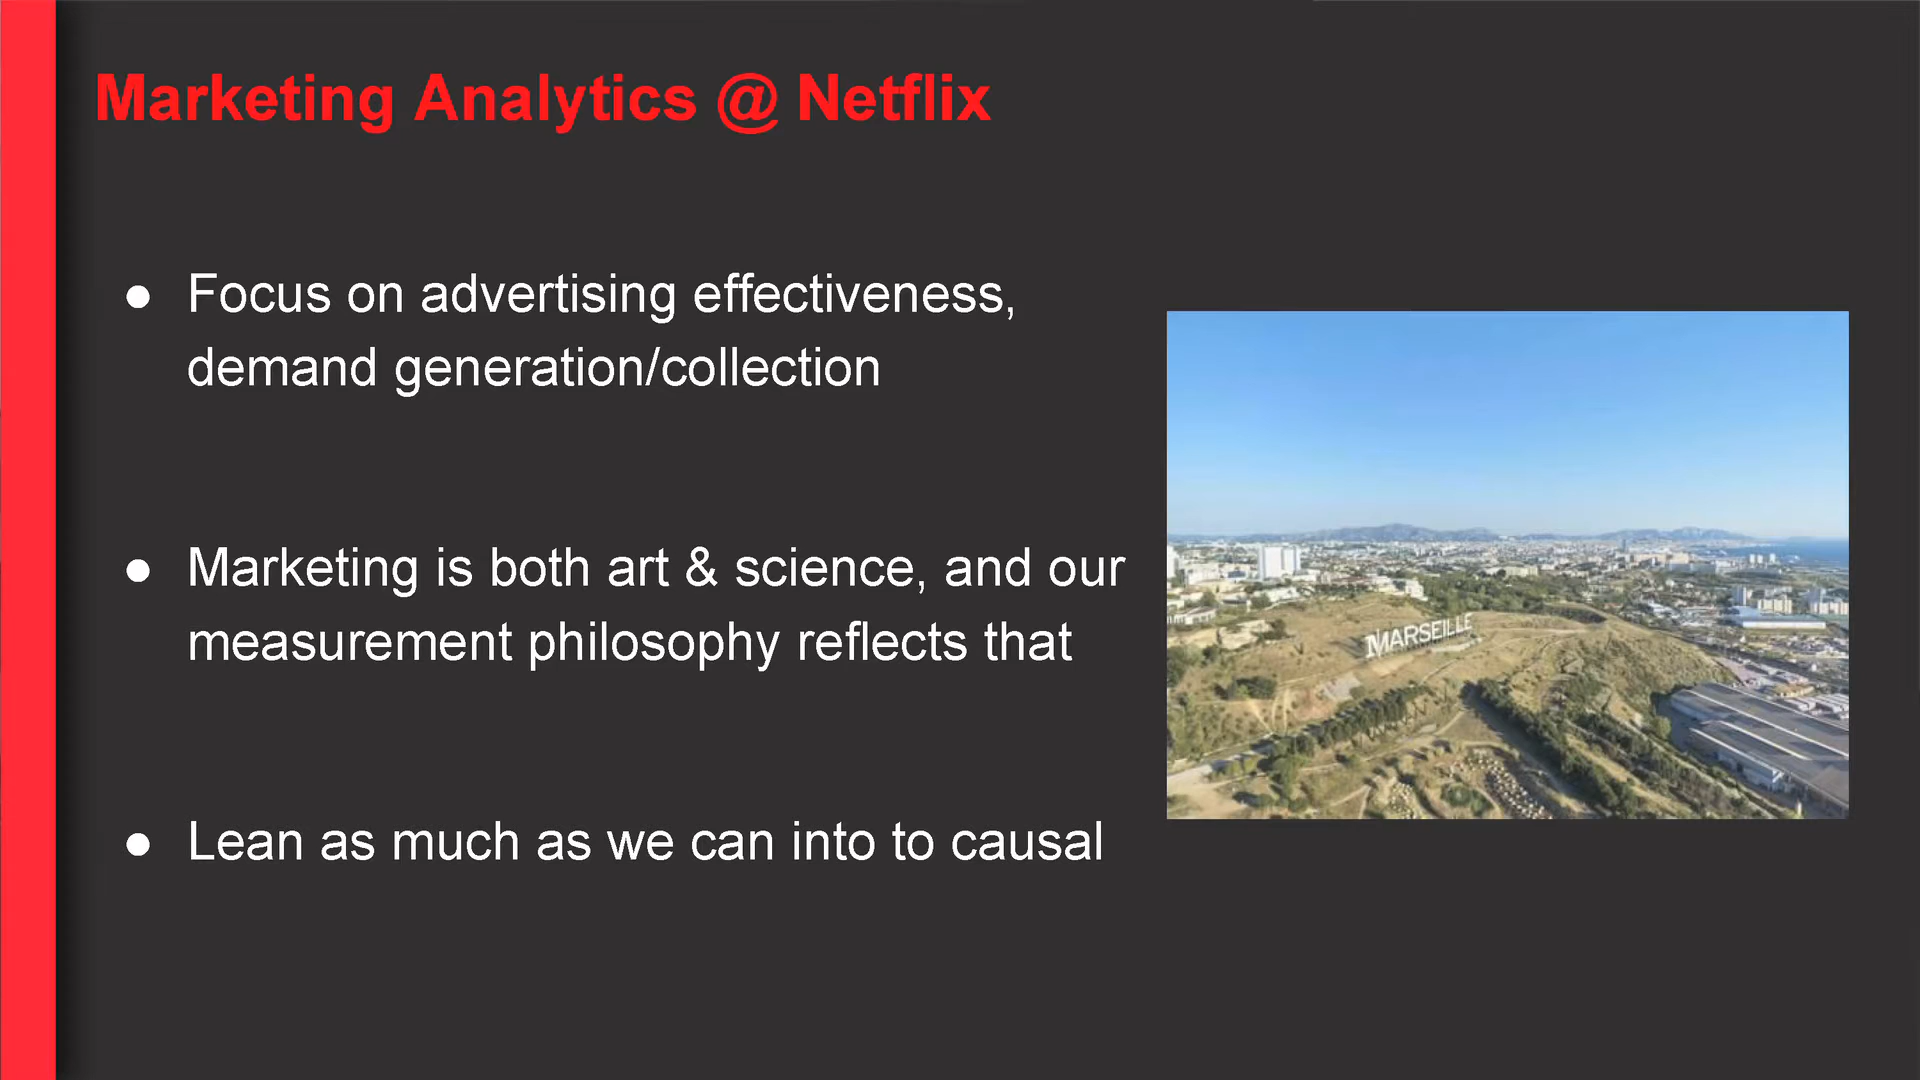 Marketing Analytics @ Netflix
● Focus on advertising effectiveness,
demand generation/collection
● Marketing is both art & science, and our
measurement philosophy reflects that
● Lean as much as we can into to causal
MARSEILLE